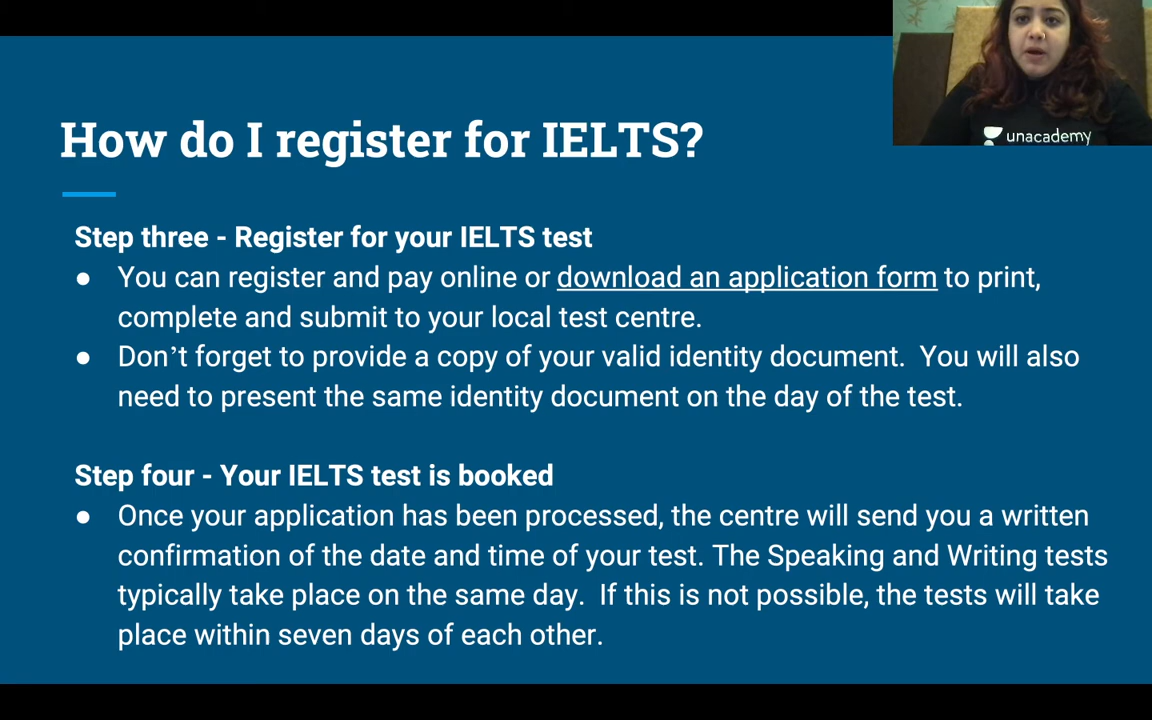 unacademy
How do I register for IELTS?
Step three - Register for your IELTS test
● You can register and pay online or download an application form to print,
complete and submit to your local test centre.
● Don’t forget to provide a copy of your valid identity document.  You will also
need to present the same identity document on the day of the test.
Step four - Your IELTS test is booked
● Once your application has been processed, the centre will send you a written
confirmation of the date and time of your test. The Speaking and Writing tests
typically take place on the same day.  If this is not possible, the tests will take
place within seven days of each other.